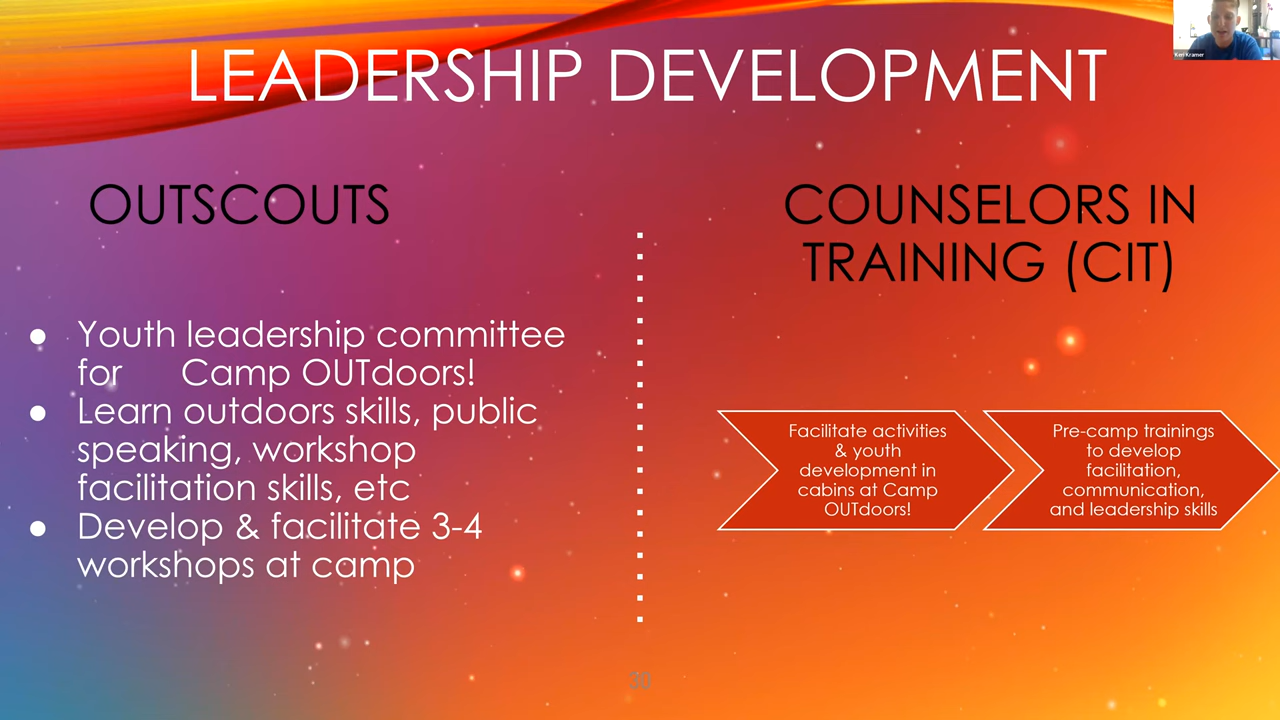 LEADERSHIP DEVELOPMENT
Keri Kramer
OUTSCOUTS
● Youth leadership committee
for Camp OUTdoors!
● Learn outdoors skills, public
speaking, workshop
facilitation skills, etc
● Develop & facilitate 3-4
workshops at camp
COUNSELORS IN
TRAINING (CIT)
Facilitate activities
& youth
development in
cabins at Camp
OUTdoors!
Pre-camp trainings
to develop
facilitation,
communication,
and leadership skills
30